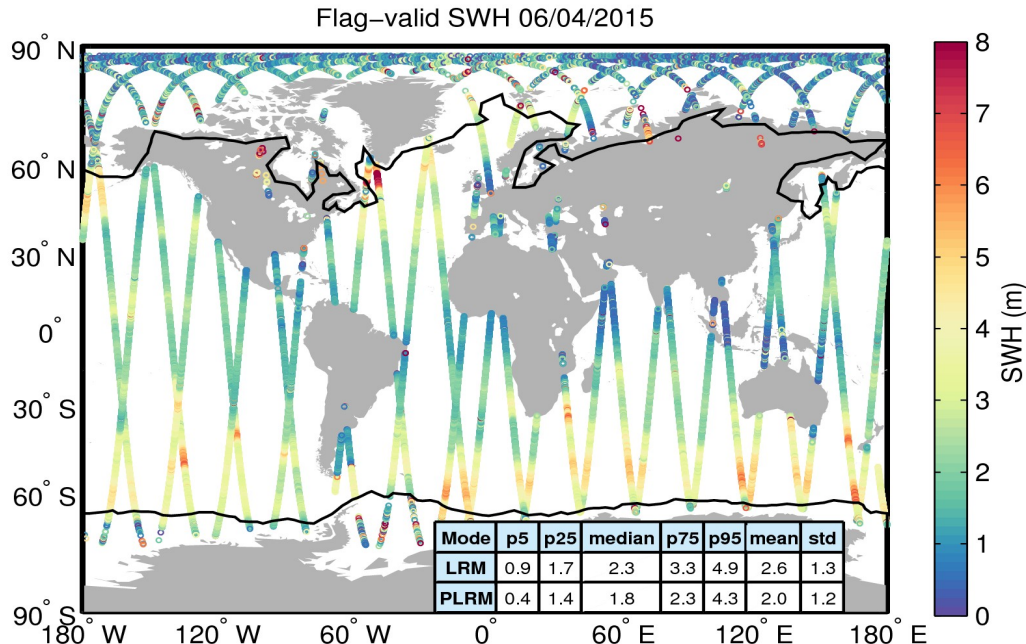 Flag-valid SWH 06/04/2015
90° N
60° N
30° N
0°
30° S
60° S
90° S
180° W 120° W 60° W 0° 60° E 120° E 180° E
Mode p5 p25 median p75 p95 mean std
LRM 0.9 1.7 2.3 3.3 4.9 2.6 1.3
PLRM 0.4 1.4 1.8 2.3 4.3 2.0 1.2
8
7
6
5
4
3
2
1
0
SWH (m)